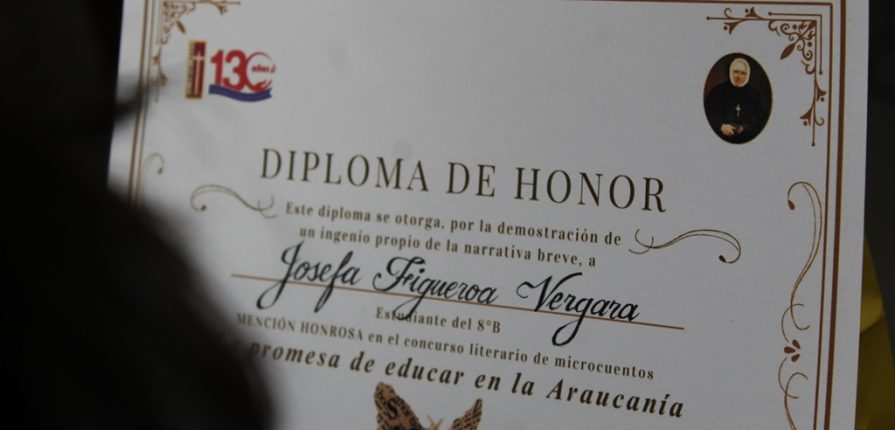 130 años
DIPLOMA DE HONOR
Este diploma se otorga, por la demostración de
un ingenio propio de la narrativa breve, a
Josefa Figueroa Vergara
Estudiante del 8°B
MENCIÓN HONROSA en el concurso literario de microcuentos
promesa de educar en la Araucanía